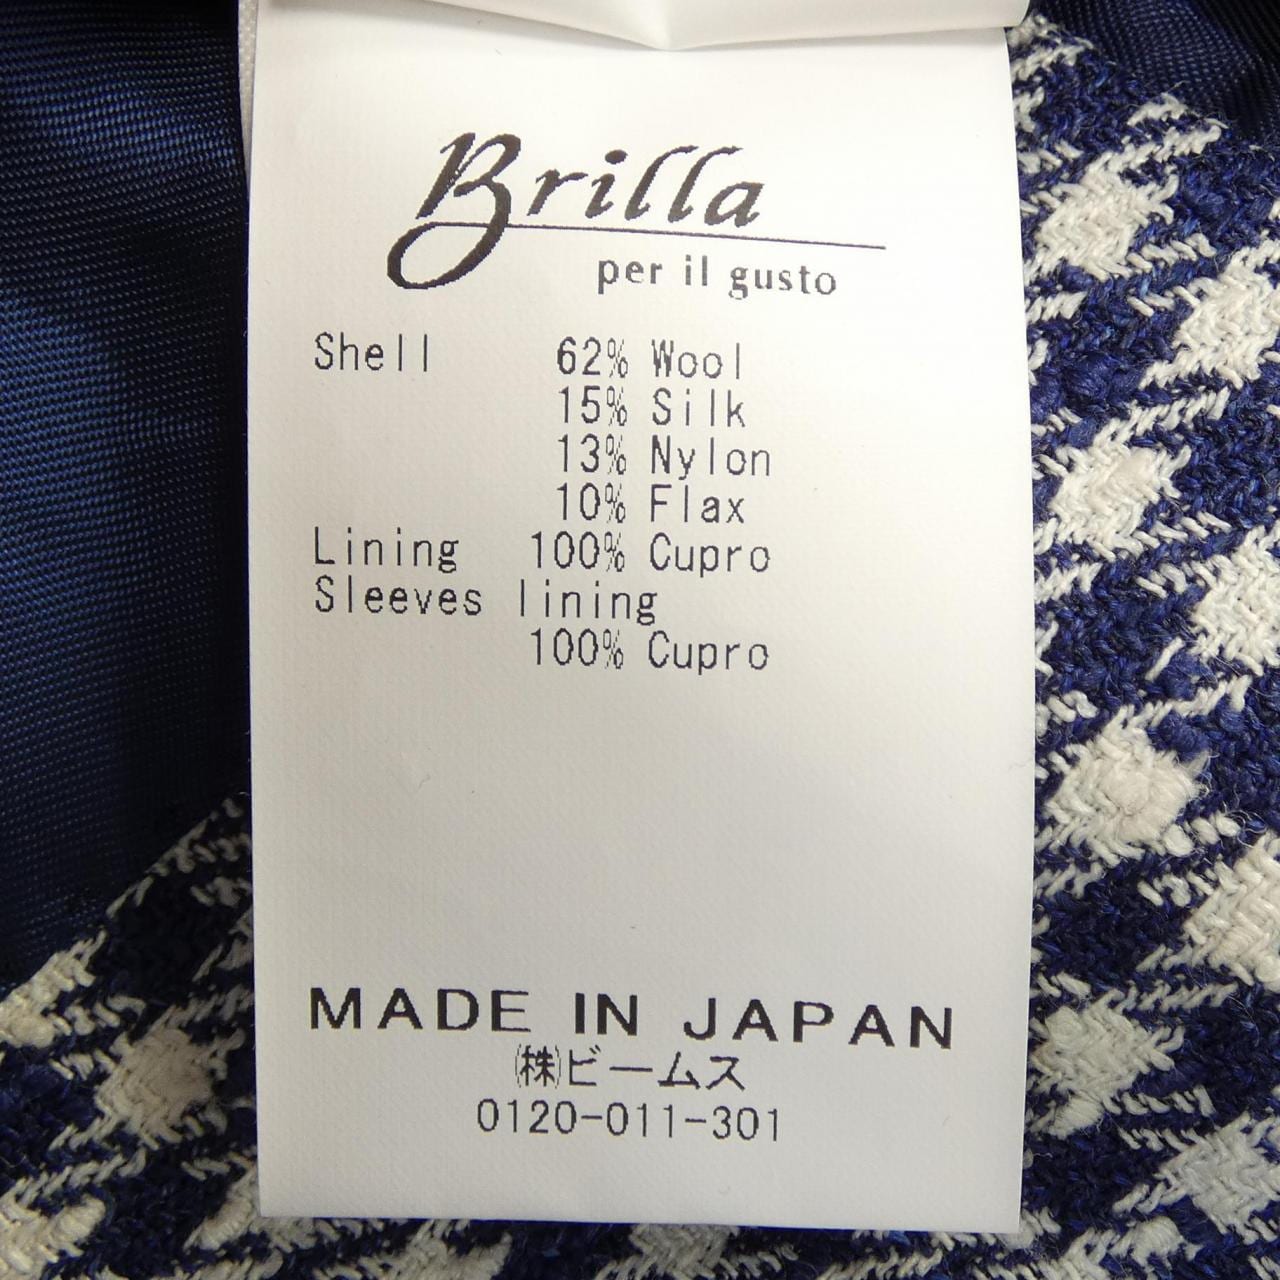 Brilla
per il gusto
Shell 62% Wool
15% Silk
13% Nylon
10% Flax
Lining 100% Cupro
Sleeves lining
100% Cupro
MADE IN JAPAN
㈱ビームス
0120-011-301